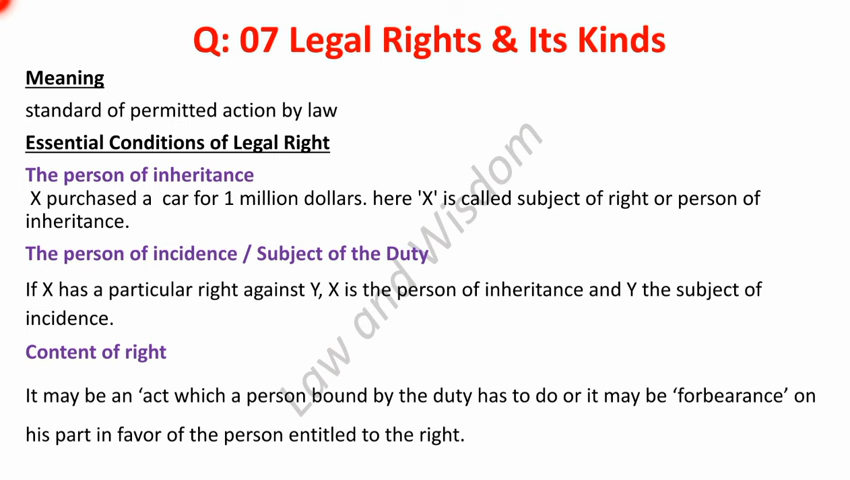 Q: 07 Legal Rights & Its Kinds
Meaning
standard of permitted action by law
Essential Conditions of Legal Right
The person of inheritance
X purchased a car for 1 million dollars. here 'X' is called subject of right or person of
inheritance.
The person of incidence / Subject of the Duty
If X has a particular right against Y, X is the person of inheritance and Y the subject of
incidence.
Content of right
It may be an ‘act which a person bound by the duty has to do or it may be ‘forbearance’ on
his part in favor of the person entitled to the right.
Law and Wisdom